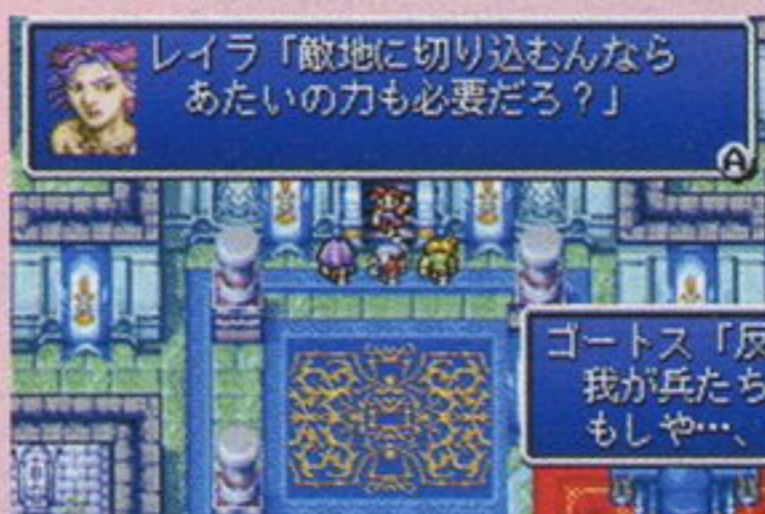 レイラ「敵地に切り込むんなら
あたいの力も必要だろ？」
A
ゴートス「反
我が兵たち
もしや…、